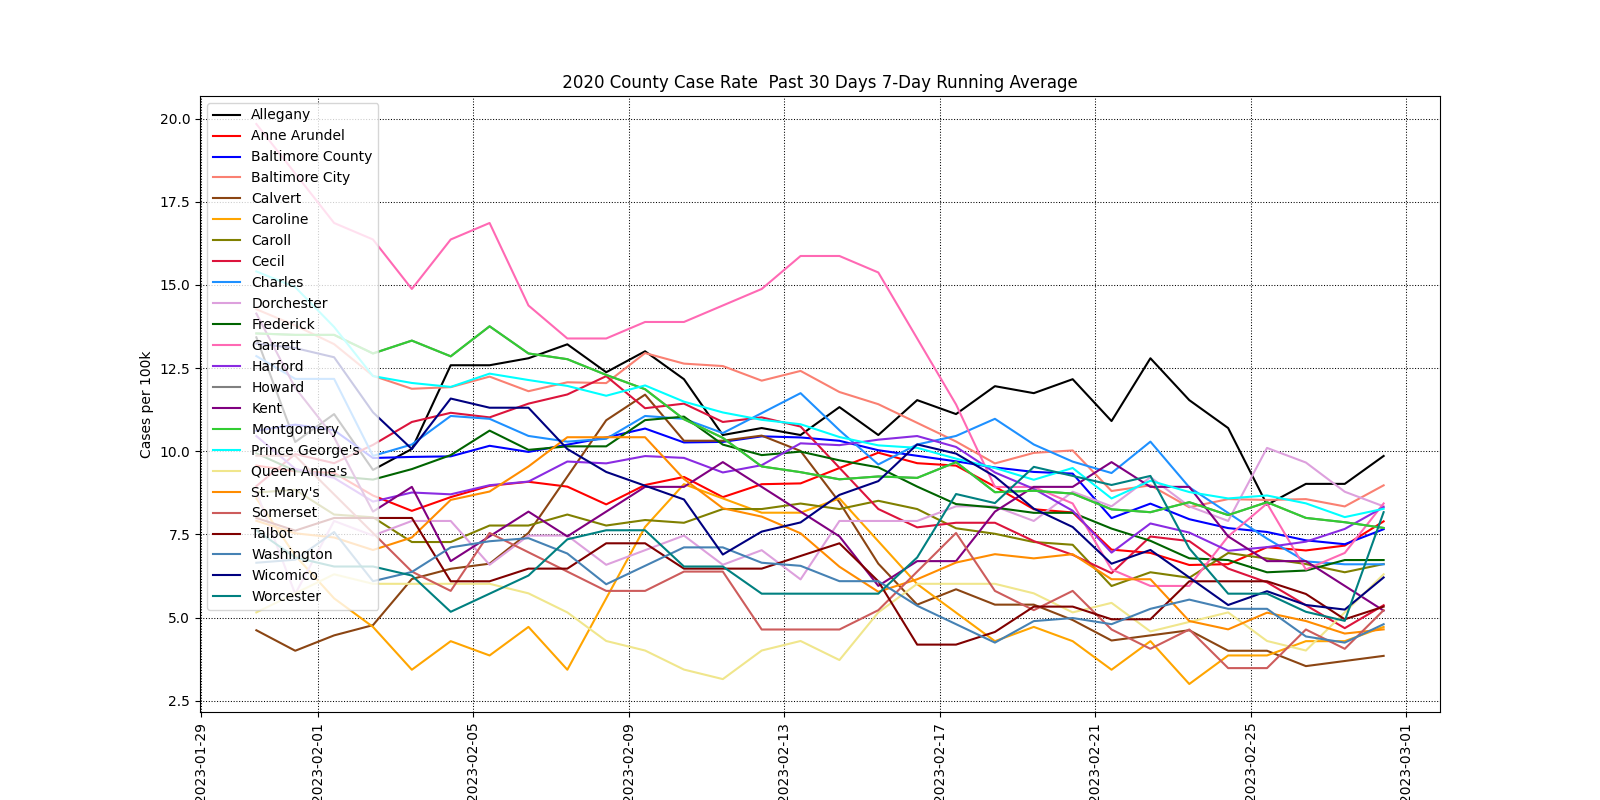 2020 County Case Rate  Past 30 Days 7-Day Running Average
Cases per 100k
20.0
17.5
15.0
12.5
10.0
7.5
5.0
2.5
Allegany
Anne Arundel
Baltimore County
Baltimore City
Calvert
Caroline
Caroll
Cecil
Charles
Dorchester
Frederick
Garrett
Harford
Howard
Kent
Montgomery
Prince George's
Queen Anne's
St. Mary's
Somerset
Talbot
Washington
Wicomico
Worcester
2023-01-29
2023-02-01
2023-02-05
2023-02-09
2023-02-13
2023-02-17
2023-02-21
2023-02-25
2023-03-01